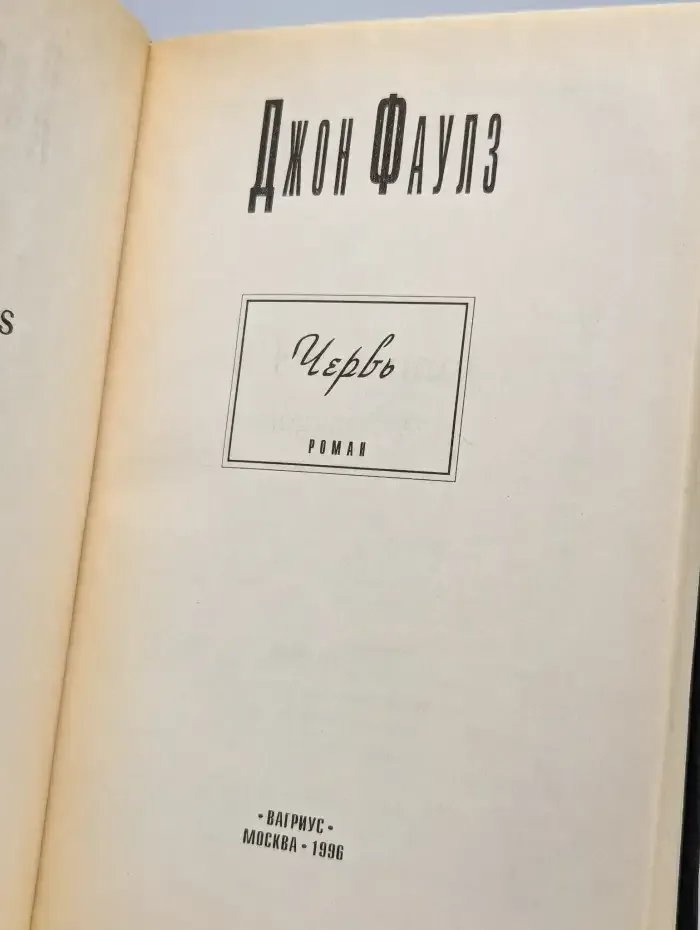 s
Джон Фаулз
Червь
РОМАН
• ВАГРИУС •
МОСКВА • 1996